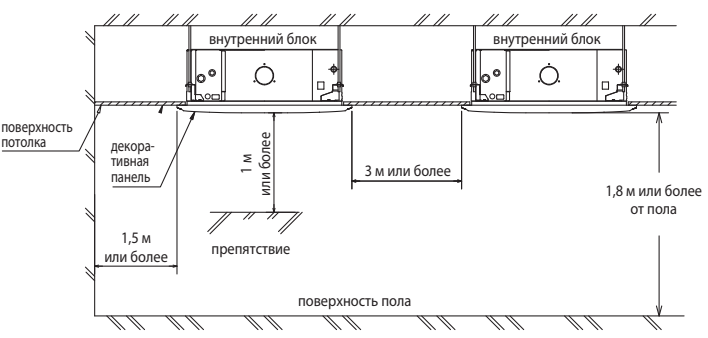 внутренний блок
внутренний блок
поверхность
потолка
декора-
тивная
панель
1 м
или более
3 м или более
1,8 м или более
от пола
1,5 м
или более
препятствие
поверхность пола